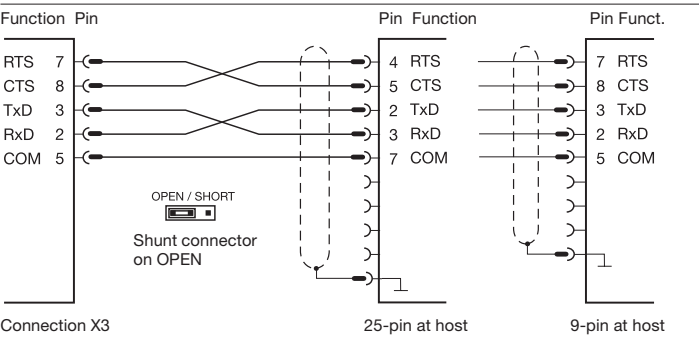 Function Pin
Pin Function
Pin Funct.
RTS 7
4 RTS
7 RTS
CTS 8
5 CTS
8 CTS
TxD 3
2 TxD
3 TxD
RxD 2
3 RxD
2 RxD
COM 5
7 COM
5 COM
OPEN / SHORT
Shunt connector
on OPEN
Connection X3
25-pin at host
9-pin at host